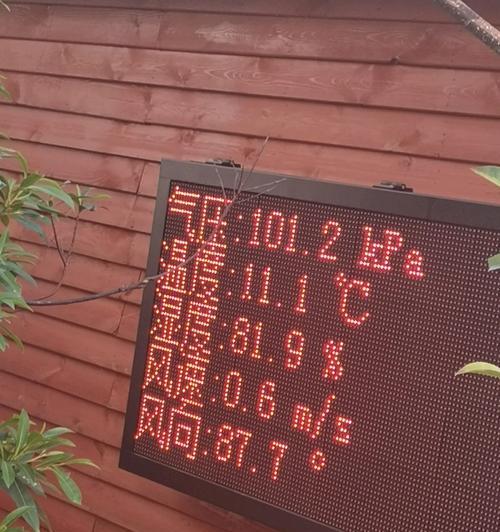 气压:101.2 kPa
温度:11.1 ℃
湿度:81.9 %
风速:0.6 m/s
风向:87.7 °